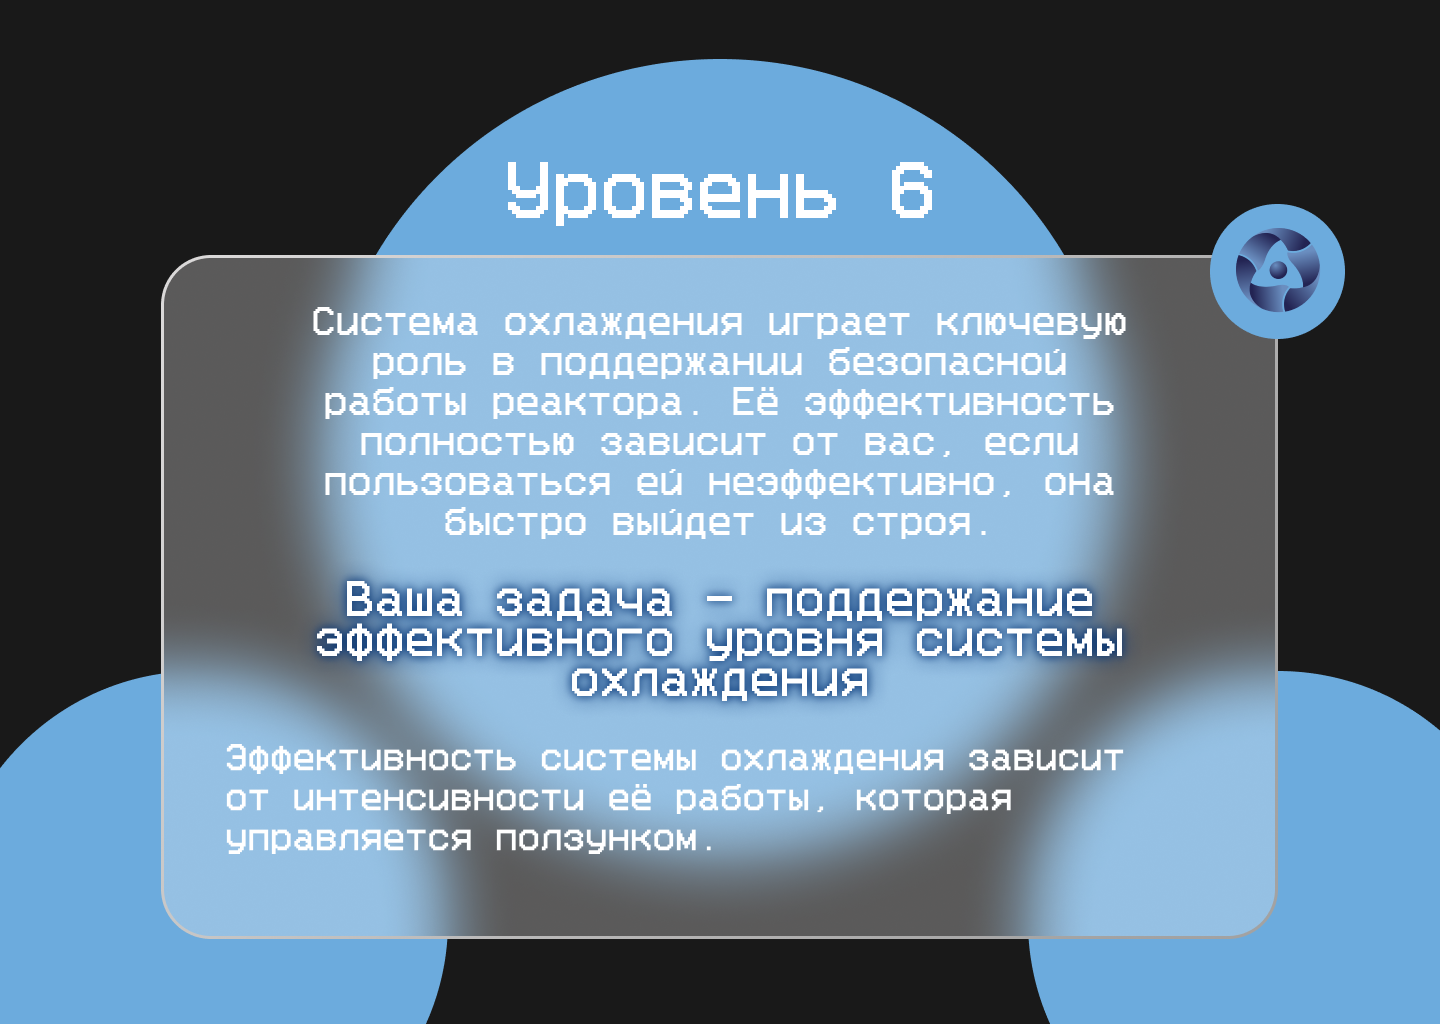 Уровень 6
Система охлаждения играет ключевую
роль в поддержании безопасной
работы реактора. Её эффективность
полностью зависит от вас, если
пользоваться ей неэффективно, она
быстро выйдет из строя.
Ваша задача – поддержание
эффективного уровня системы
охлаждения
Эффективность системы охлаждения зависит
от интенсивности её работы, которая
управляется ползунком.